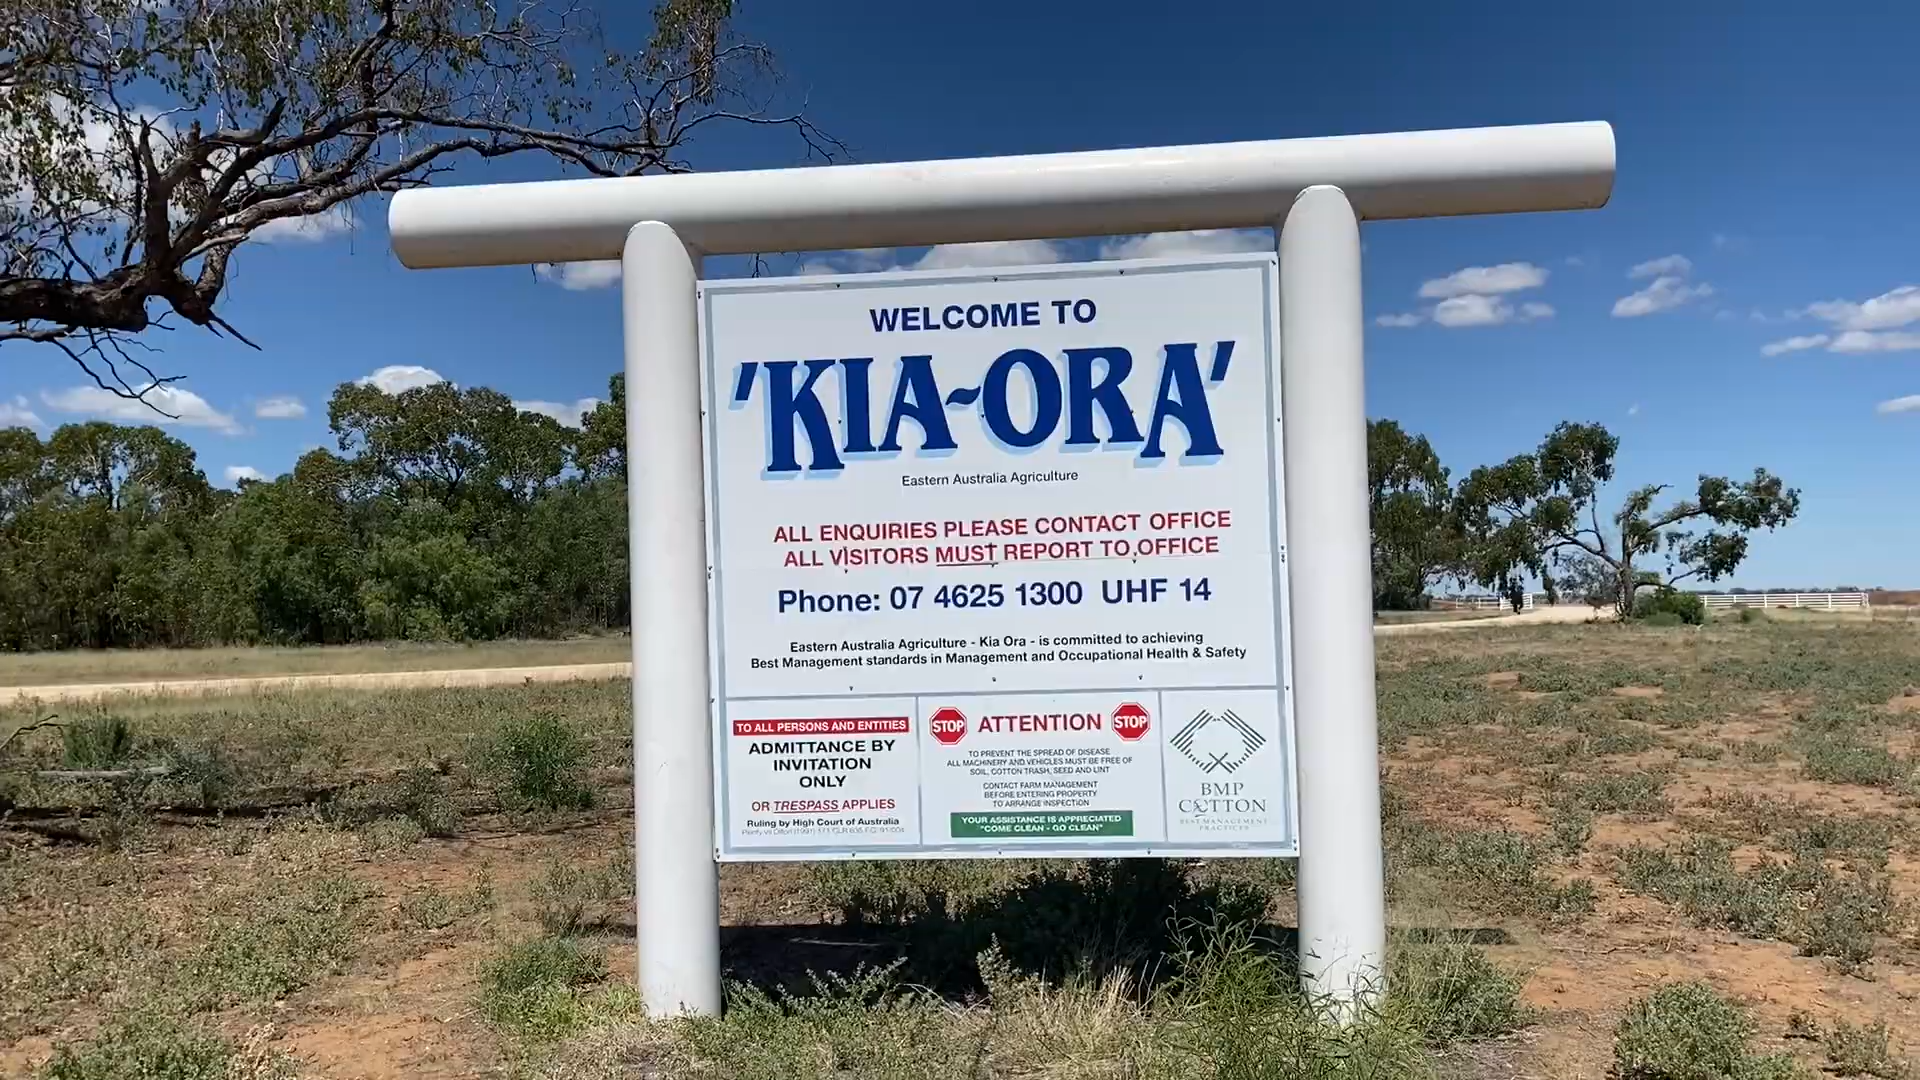 WELCOME TO
'KIA-ORA'
Eastern Australia Agriculture
ALL ENQUIRIES PLEASE CONTACT OFFICE
ALL VISITORS MUST REPORT TO OFFICE
Phone: 07 4625 1300 UHF 14
Eastern Australia Agriculture - Kia Ora - is committed to achieving
Best Management standards in Management and Occupational Health & Safety
TO ALL PERSONS AND ENTITIES
ADMITTANCE BY
INVITATION
ONLY
OR TRESPASS APPLIES
Ruling by High Court of Australia
STOP ATTENTION STOP
TO PREVENT THE SPREAD OF DISEASE
ALL MACHINERY AND VEHICLES MUST BE FREE OF
SOIL, COTTON TRASH, SEED AND LINT
CONTACT FARM MANAGEMENT
BEFORE ENTERING PROPERTY
TO ARRANGE INSPECTION
YOUR ASSISTANCE IS APPRECIATED
"COME CLEAN - GO CLEAN"
BMP
COTTON
BEST MANAGEMENT
PRACTICES